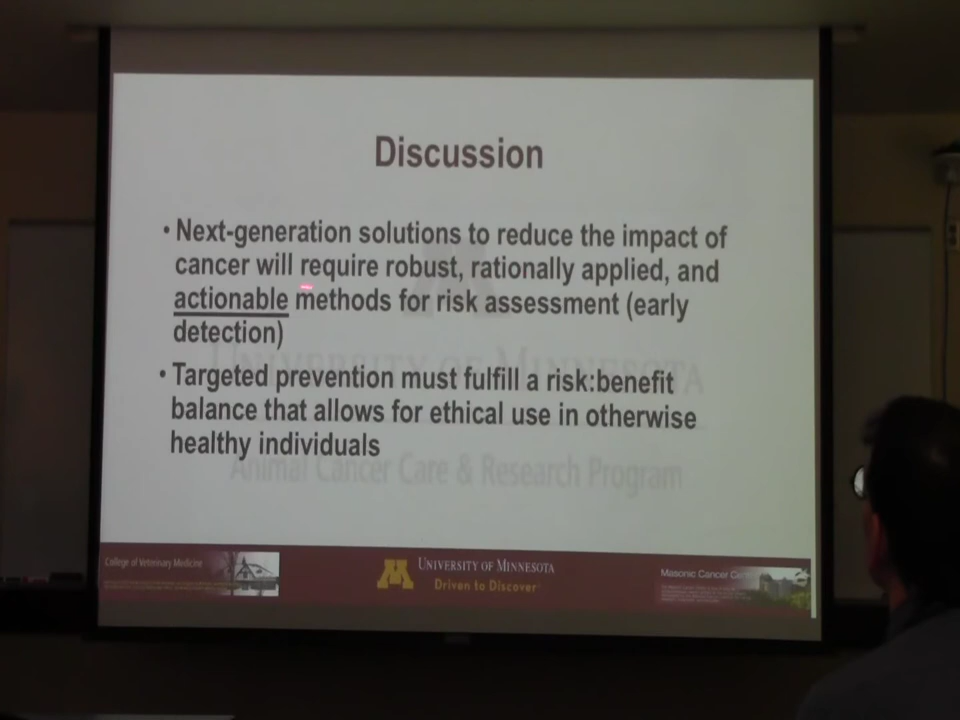 Discussion
• Next-generation solutions to reduce the impact of
cancer will require robust, rationally applied, and
actionable methods for risk assessment (early
detection)
• Targeted prevention must fulfill a risk:benefit
balance that allows for ethical use in otherwise
healthy individuals
UNIVERSITY OF MINNESOTA
Animal Cancer Care & Research Program
College of Veterinary Medicine
UNIVERSITY OF MINNESOTA
Driven to Discover
Masonic Cancer